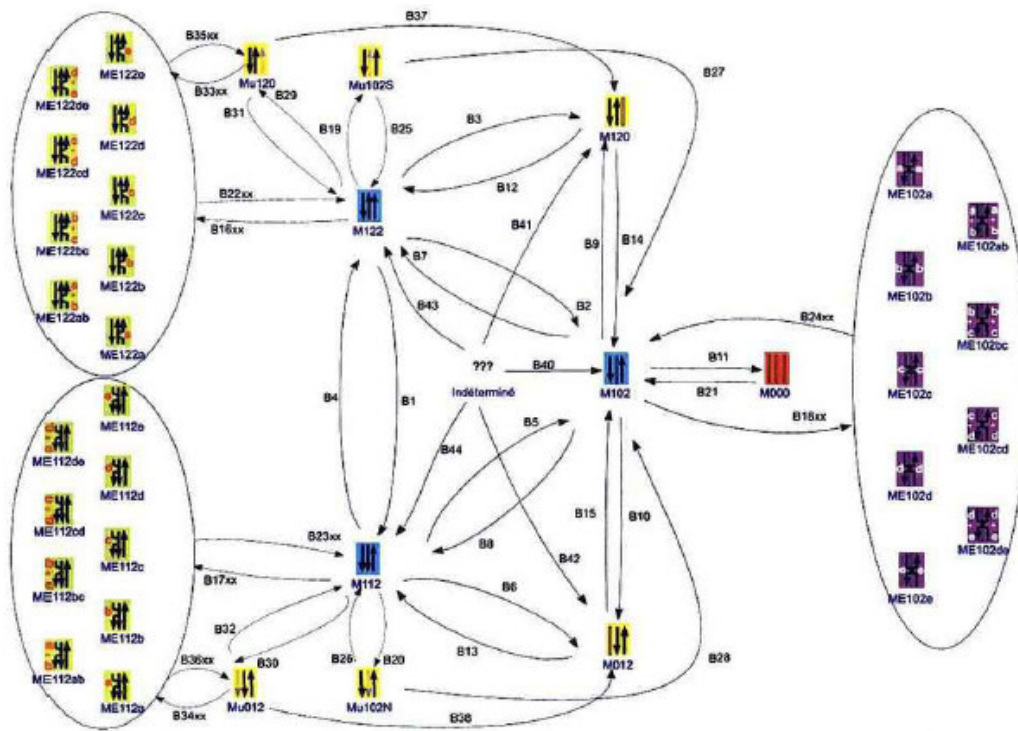 B37
B35xx
ME122e
Mu120
Mu102S
B27
ME122de
B33xx
B29
B31
B19
B25
B3
M120
ME122d
ME122cd
B12
ME102a
B22xx
ME122c
B16xx
M122
B41
B9
B14
ME102ab
ME122bc
B7
ME122b
B43
B2
ME102b
ME122ab
B24xx
ME102bc
ME122a
???
B40
B11
M102
B21
M000
ME102c
Indéterminé
ME112e
B4
B1
B5
B18xx
ME112de
B44
ME102cd
ME112d
B15
B10
ME102d
ME112cd
B23xx
B8
B42
ME112c
B17xx
M112
ME102de
ME112bc
B6
ME102e
ME112b
B32
B13
M012
ME112ab
B36xx
B30
B26
B20
B28
ME112a
Mu012
Mu102N
B34xx
B38